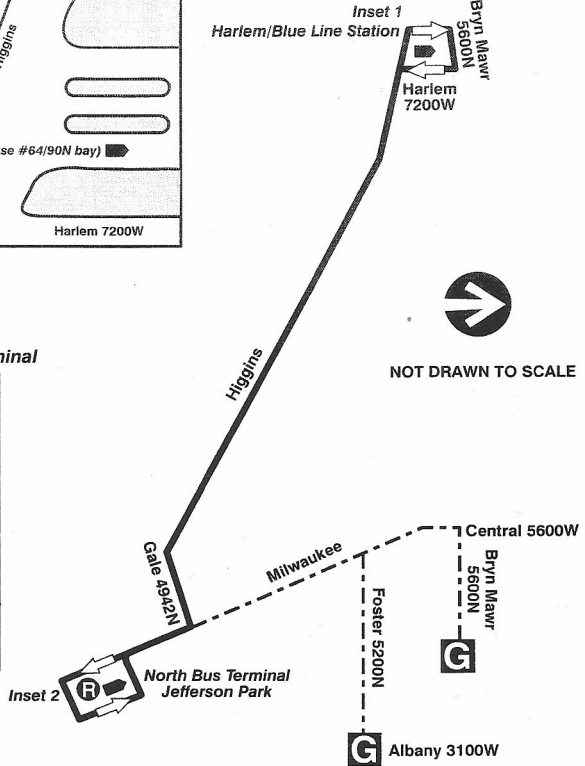 Inset 1
Harlem/Blue Line Station
Bryn Mawr
5600N
Harlem
7200W
Higgins
se #64/90N bay)
Harlem 7200W
ninal
NOT DRAWN TO SCALE
Higgins
Gale 4942N
Milwaukee
Central 5600W
Bryn Mawr
5600N
Foster 5200N
G
North Bus Terminal
Jefferson Park
Inset 2
R
G
Albany 3100W